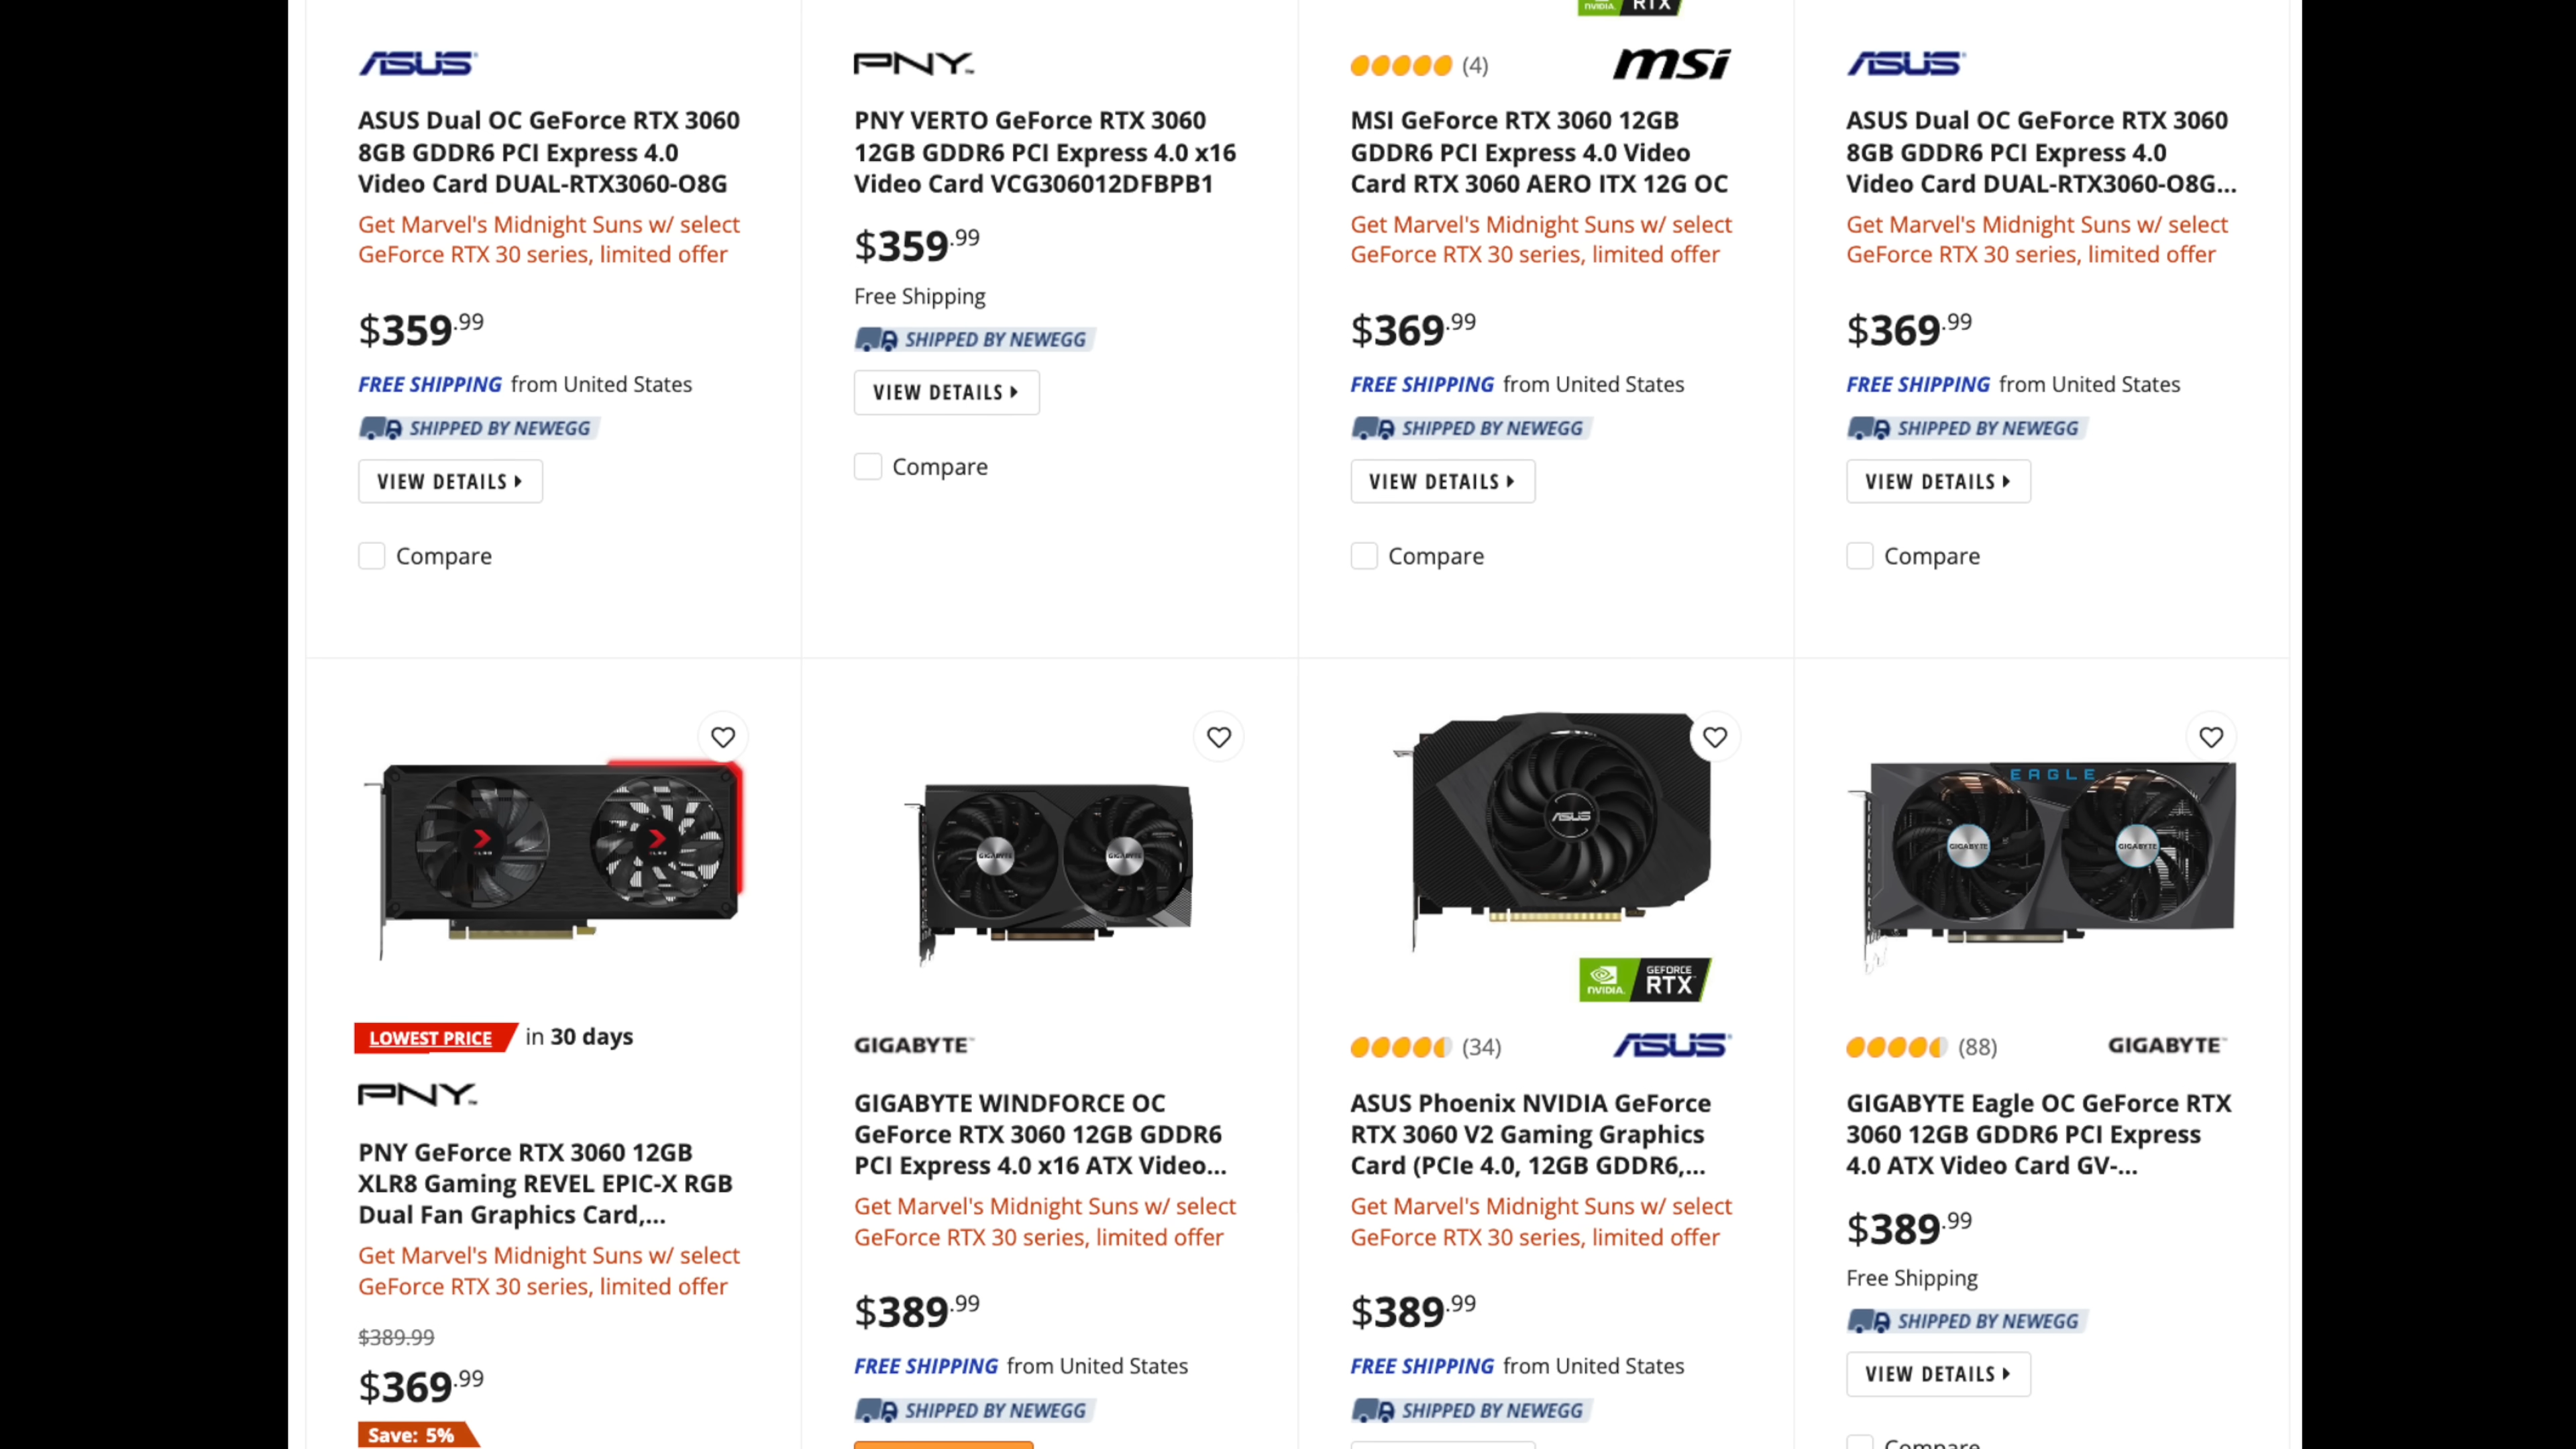 NVIDIA. RTX
ASUS
ASUS Dual OC GeForce RTX 3060
8GB GDDR6 PCI Express 4.0
Video Card DUAL-RTX3060-O8G
Get Marvel's Midnight Suns w/ select
GeForce RTX 30 series, limited offer
$359.99
FREE SHIPPING from United States
SHIPPED BY NEWEGG
VIEW DETAILS
Compare
PNY
PNY VERTO GeForce RTX 3060
12GB GDDR6 PCI Express 4.0 x16
Video Card VCG306012DFBPB1
$359.99
Free Shipping
SHIPPED BY NEWEGG
VIEW DETAILS
Compare
(4) msi
MSI GeForce RTX 3060 12GB
GDDR6 PCI Express 4.0 Video
Card RTX 3060 AERO ITX 12G OC
Get Marvel's Midnight Suns w/ select
GeForce RTX 30 series, limited offer
$369.99
FREE SHIPPING from United States
SHIPPED BY NEWEGG
VIEW DETAILS
Compare
ASUS
ASUS Dual OC GeForce RTX 3060
8GB GDDR6 PCI Express 4.0
Video Card DUAL-RTX3060-O8G...
Get Marvel's Midnight Suns w/ select
GeForce RTX 30 series, limited offer
$369.99
FREE SHIPPING from United States
SHIPPED BY NEWEGG
VIEW DETAILS
Compare
LOWEST PRICE in 30 days
PNY
PNY GeForce RTX 3060 12GB
XLR8 Gaming REVEL EPIC-X RGB
Dual Fan Graphics Card,...
Get Marvel's Midnight Suns w/ select
GeForce RTX 30 series, limited offer
$389.99
$369.99
Save: 5%
GIGABYTE GIGABYTE
GIGABYTE
GIGABYTE WINDFORCE OC
GeForce RTX 3060 12GB GDDR6
PCI Express 4.0 x16 ATX Video...
Get Marvel's Midnight Suns w/ select
GeForce RTX 30 series, limited offer
$389.99
FREE SHIPPING from United States
SHIPPED BY NEWEGG
ASUS
NVIDIA. GEFORCE RTX
(34) ASUS
ASUS Phoenix NVIDIA GeForce
RTX 3060 V2 Gaming Graphics
Card (PCIe 4.0, 12GB GDDR6,...
Get Marvel's Midnight Suns w/ select
GeForce RTX 30 series, limited offer
$389.99
FREE SHIPPING from United States
SHIPPED BY NEWEGG
EAGLE
GIGABYTE GIGABYTE
(88) GIGABYTE
GIGABYTE Eagle OC GeForce RTX
3060 12GB GDDR6 PCI Express
4.0 ATX Video Card GV-...
$389.99
Free Shipping
SHIPPED BY NEWEGG
VIEW DETAILS
Compare